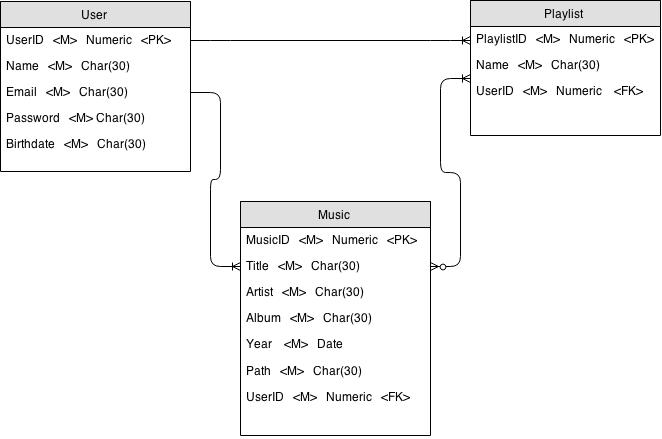 User
UserID <M> Numeric <PK>
Name <M> Char(30)
Email <M> Char(30)
Password <M> Char(30)
Birthdate <M> Char(30)
Playlist
PlaylistID <M> Numeric <PK>
Name <M> Char(30)
UserID <M> Numeric <FK>
Music
MusicID <M> Numeric <PK>
Title <M> Char(30)
Artist <M> Char(30)
Album <M> Char(30)
Year <M> Date
Path <M> Char(30)
UserID <M> Numeric <FK>